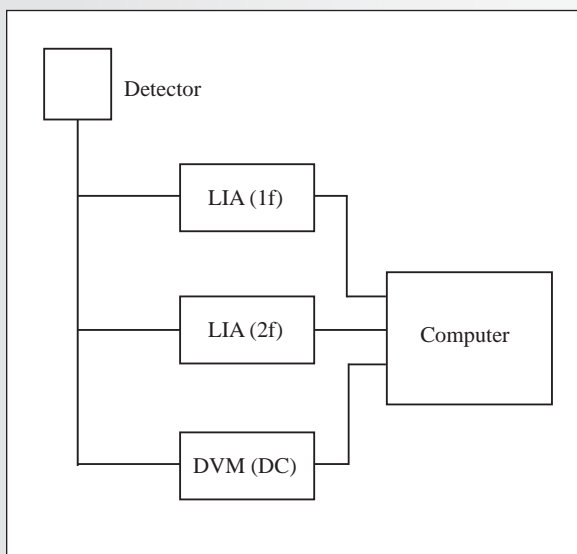 Detector
LIA (1f)
LIA (2f)
Computer
DVM (DC)